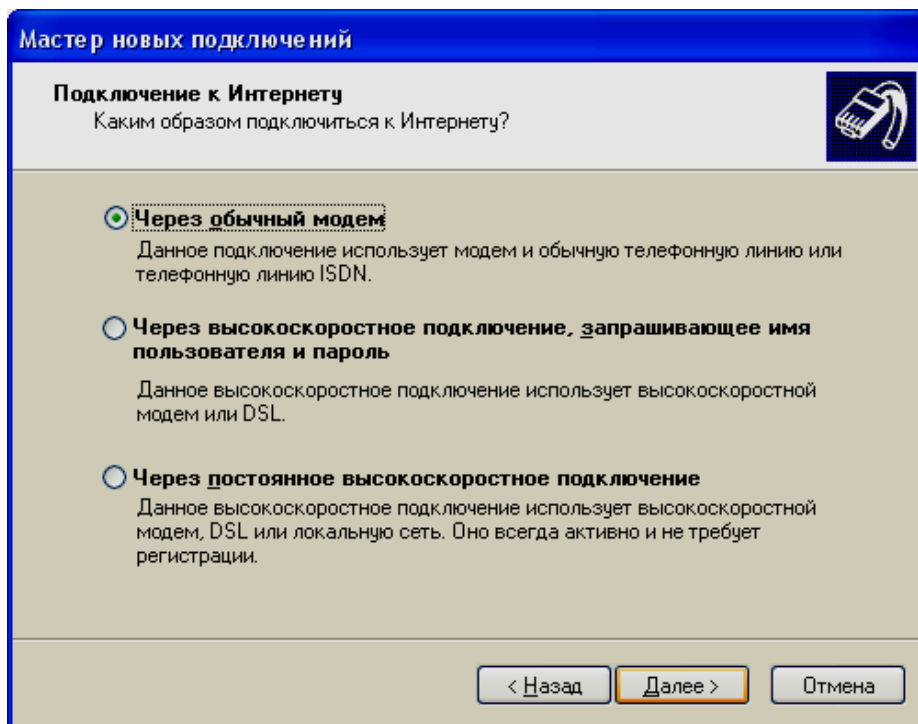 Мастер новых подключений
Подключение к Интернету
Каким образом подключиться к Интернету?
Через обычный модем
Данное подключение использует модем и обычную телефонную линию или
телефонную линию ISDN.
Через высокоскоростное подключение, запрашивающее имя
пользователя и пароль
Данное высокоскоростное подключение использует высокоскоростной
модем или DSL.
Через постоянное высокоскоростное подключение
Данное высокоскоростное подключение использует высокоскоростной
модем, DSL или локальную сеть. Оно всегда активно и не требует
регистрации.
< Назад Далее > Отмена